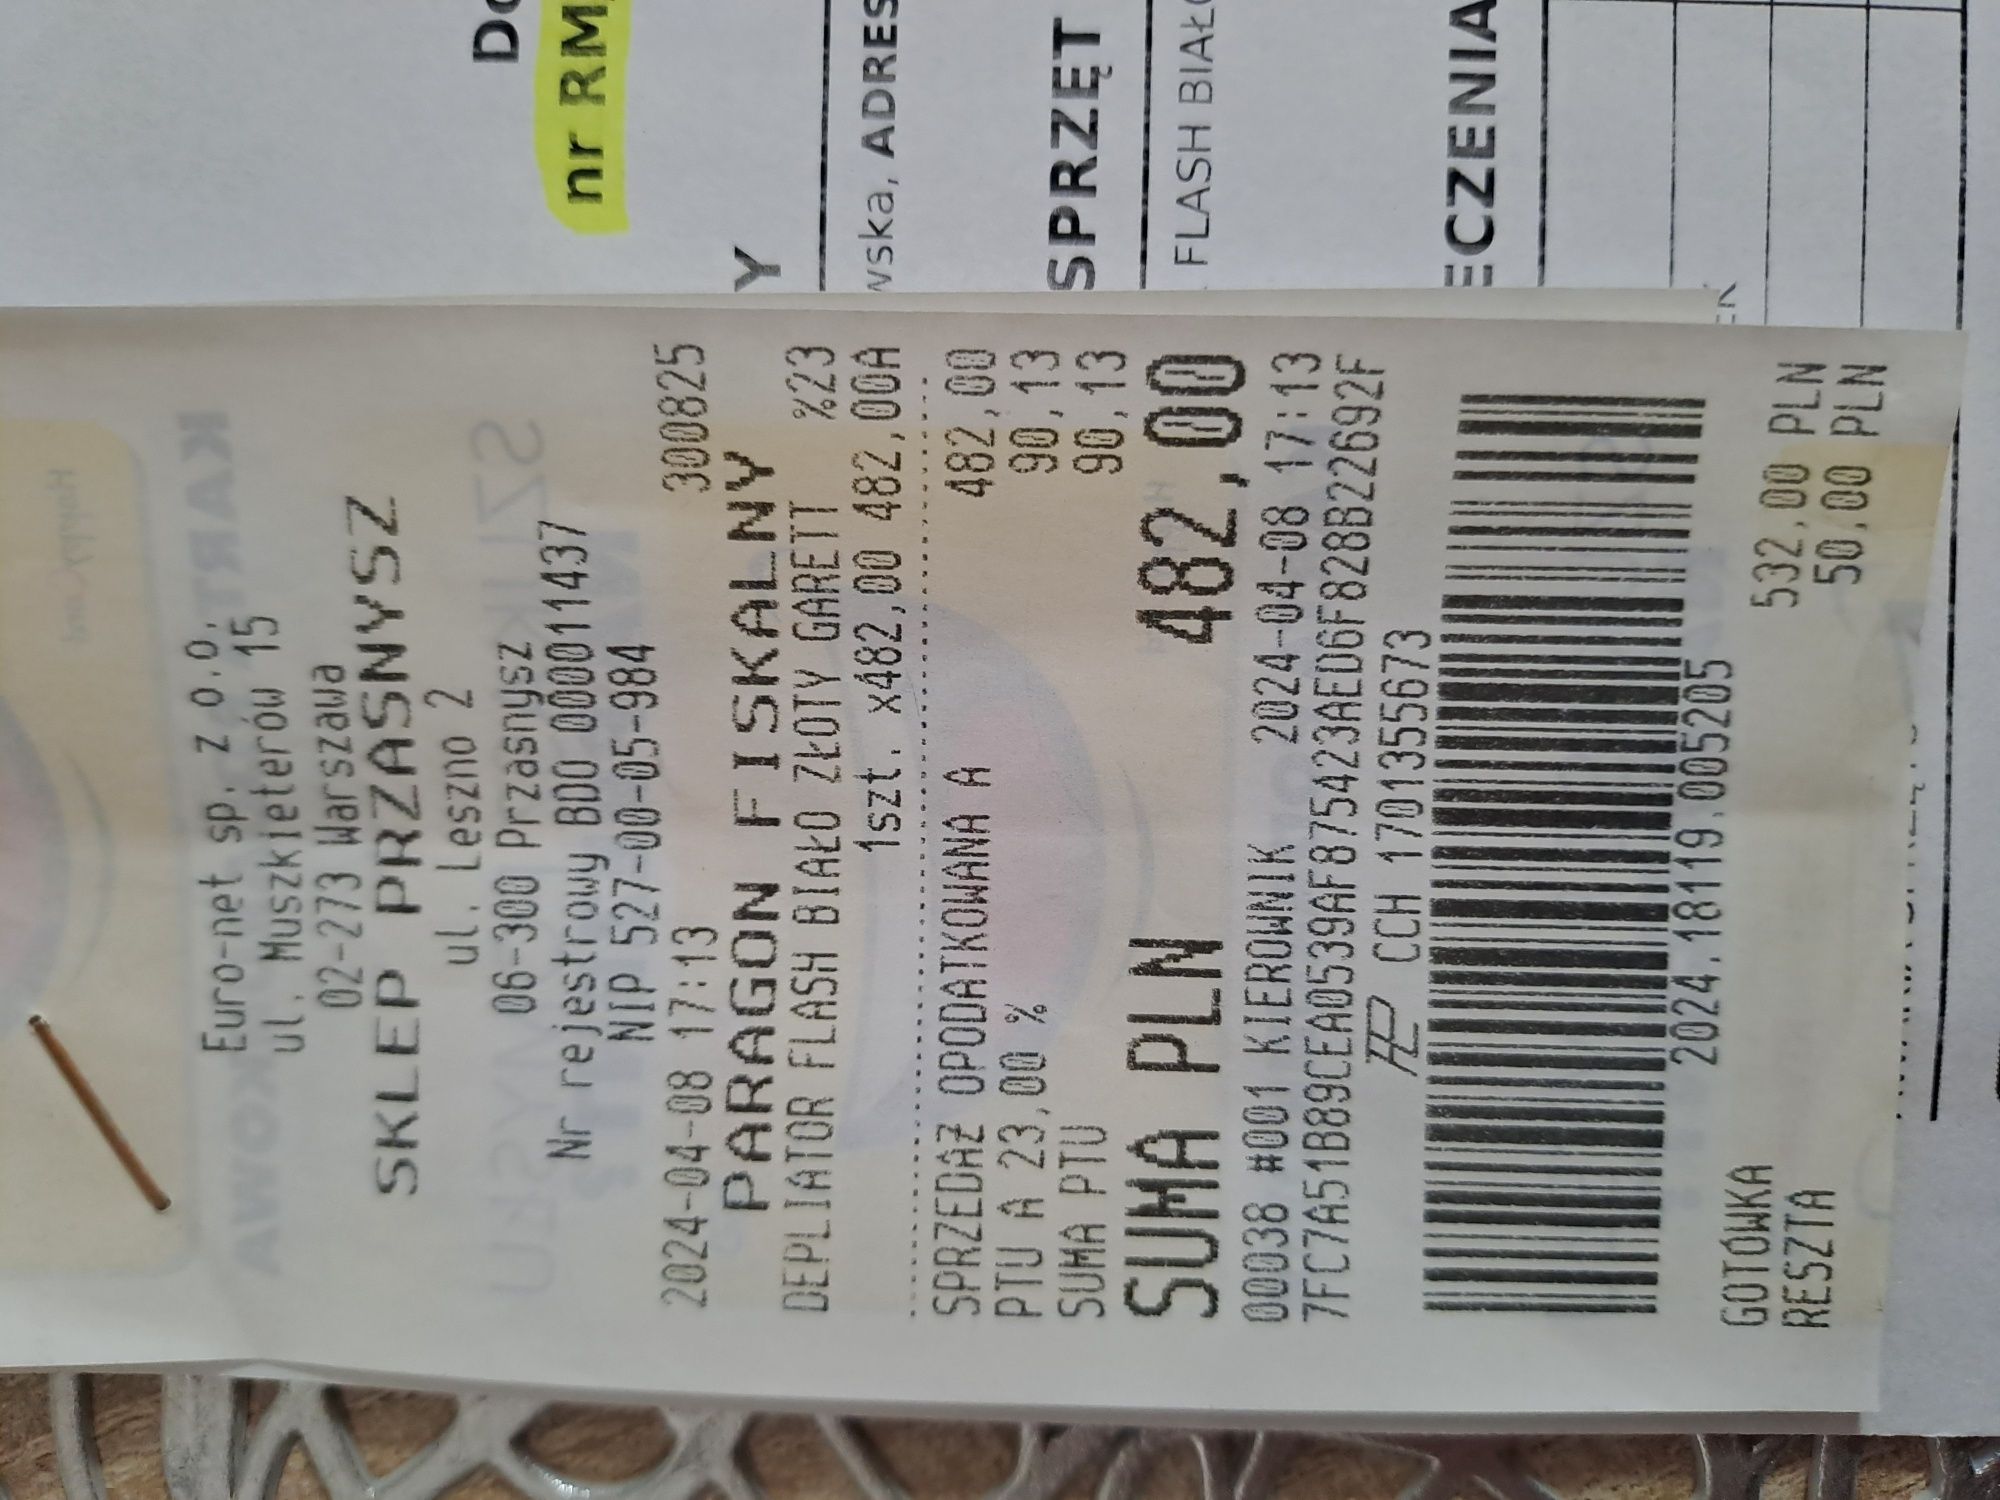 Euro-net sp. z o.o.
ul. Muszkieterów 15
02-273 Warszawa
SKLEP PRZASNYSZ
ul. Leszno 2
06-300 Przasnysz
Nr rejestrowy BDO 000011437
NIP 527-00-05-984
2024-04-08 17:13 300825
PARAGON FISKALNY
DEPLIATOR FLASH BIAŁO ZŁOTY GARETT %23
1szt. x482,00 482,00A
SPRZEDAŻ OPODATKOWANA A 482,00
PTU A 23,00 % 90,13
SUMA PTU 90,13
SUMA PLN 482,00
00038 #001 KIEROWNIK 2024-04-08 17:13
7FC7A51B89CEA0539AF875423AED6F828B22692F
CCH 1701355673
2024.18119.005205
GOTÓWKA 532,00 PLN
RESZTA 50,00 PLN
nr RM
Y
wska, ADRES
SPRZĘT
FLASH BIAŁO
ECZENIA